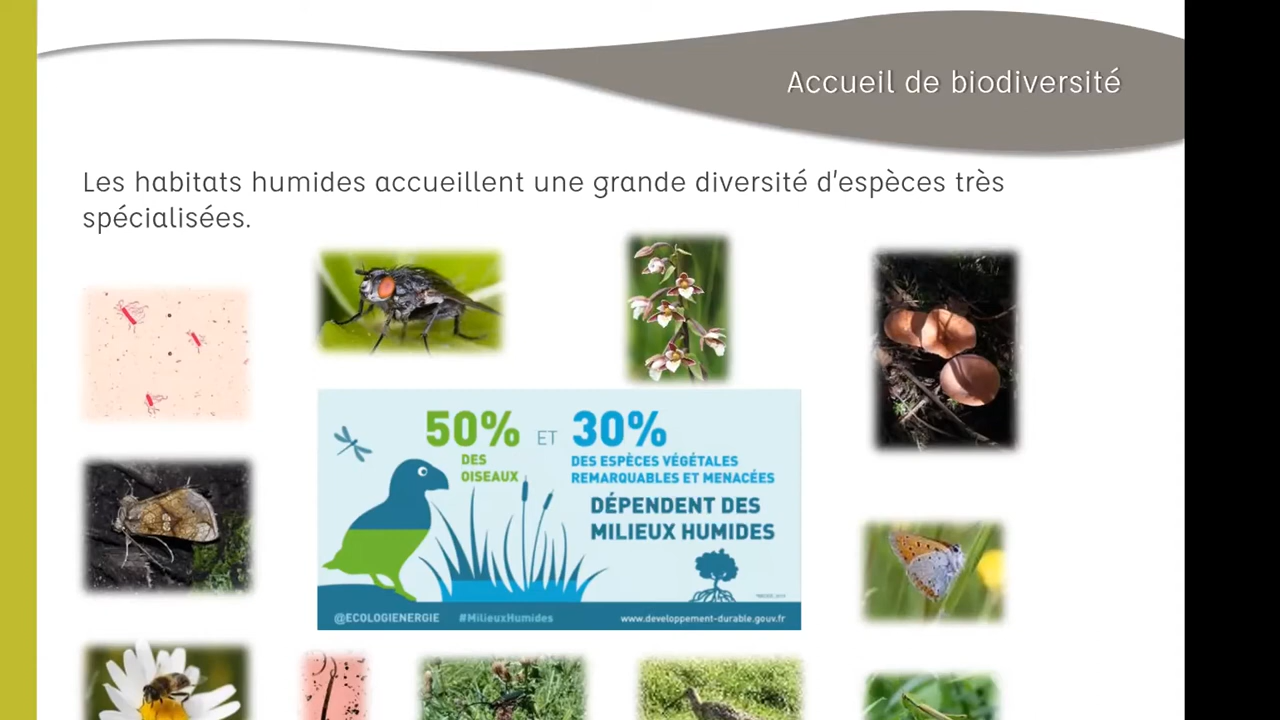 Accueil de biodiversité
Les habitats humides accueillent une grande diversité d'espèces très
spécialisées.
50% ET 30%
DES
OISEAUX
DES ESPÈCES VÉGÉTALES
REMARQUABLES ET MENACÉES
DÉPENDENT DES
MILIEUX HUMIDES
@ECOLOGIENERGIE #MilieuxHumides www.developpement-durable.gouv.fr